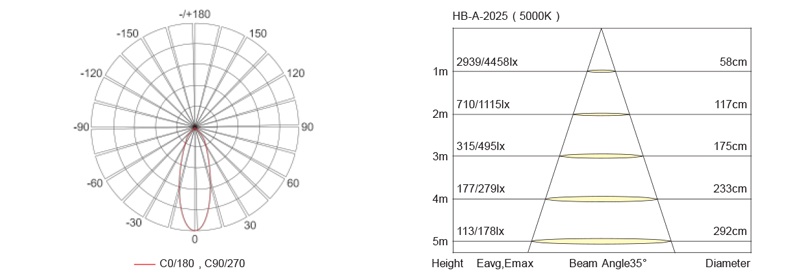 -/+180
-150
150
-120
120
-90
90
-60
60
-30
30
0
C0/180 , C90/270
HB-A-2025 ( 5000K )
2939/4458lx 58cm
1m
710/1115lx 117cm
2m
315/495lx 175cm
3m
177/279lx 233cm
4m
113/178lx 292cm
5m
Height Eavg,Emax Beam Angle35° Diameter